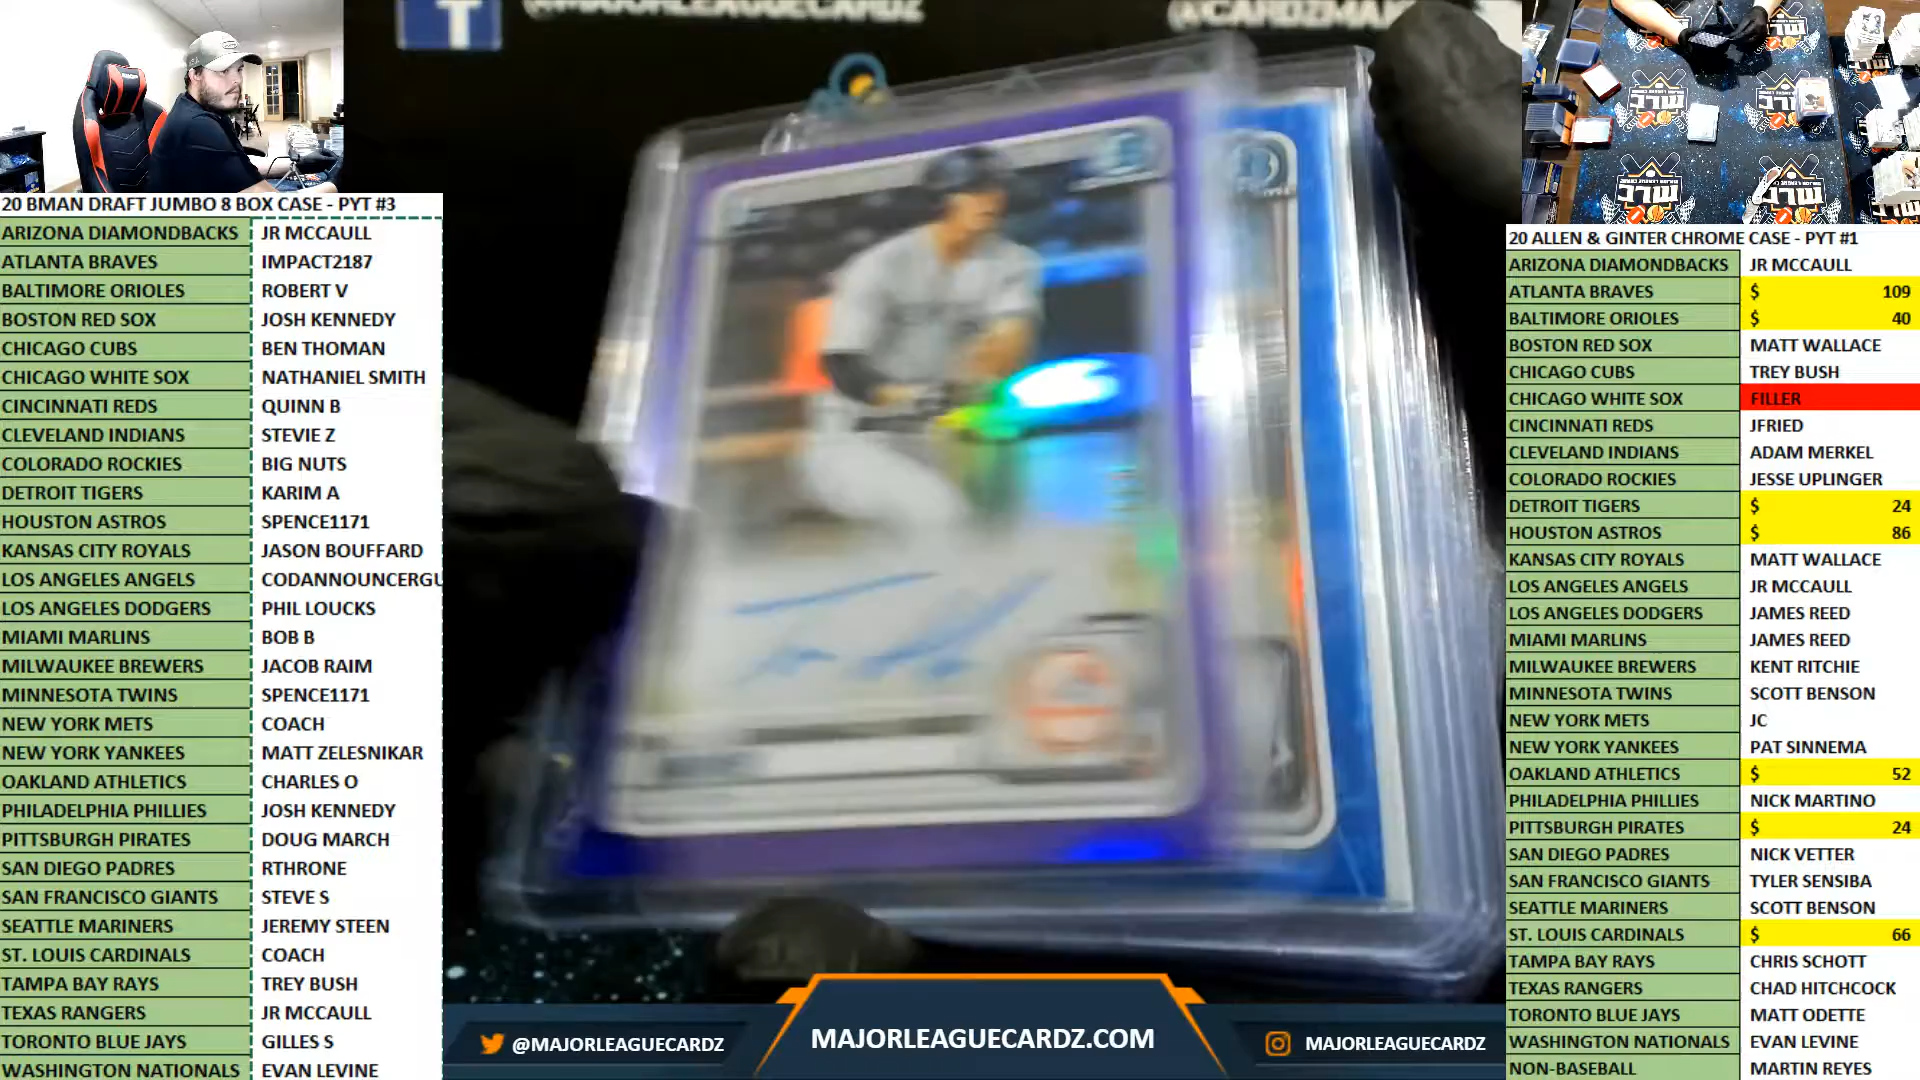 @MAJORLEAGUECARDZ
20 BMAN DRAFT JUMBO 8 BOX CASE - PYT #3
ARIZONA DIAMONDBACKS JR MCCAULL
ATLANTA BRAVES IMPACT2187
BALTIMORE ORIOLES ROBERT V
BOSTON RED SOX JOSH KENNEDY
CHICAGO CUBS BEN THOMAN
CHICAGO WHITE SOX NATHANIEL SMITH
CINCINNATI REDS QUINN B
CLEVELAND INDIANS STEVIE Z
COLORADO ROCKIES BIG NUTS
DETROIT TIGERS KARIM A
HOUSTON ASTROS SPENCE1171
KANSAS CITY ROYALS JASON BOUFFARD
LOS ANGELES ANGELS CODANNOUNCERGU
LOS ANGELES DODGERS PHIL LOUCKS
MIAMI MARLINS BOB B
MILWAUKEE BREWERS JACOB RAIM
MINNESOTA TWINS SPENCE1171
NEW YORK METS COACH
NEW YORK YANKEES MATT ZELESNIKAR
OAKLAND ATHLETICS CHARLES O
PHILADELPHIA PHILLIES JOSH KENNEDY
PITTSBURGH PIRATES DOUG MARCH
SAN DIEGO PADRES RTHRONE
SAN FRANCISCO GIANTS STEVE S
SEATTLE MARINERS JEREMY STEEN
ST. LOUIS CARDINALS COACH
TAMPA BAY RAYS TREY BUSH
TEXAS RANGERS JR MCCAULL
TORONTO BLUE JAYS GILLES S
WASHINGTON NATIONALS EVAN LEVINE
20 ALLEN & GINTER CHROME CASE - PYT #1
ARIZONA DIAMONDBACKS JR MCCAULL
ATLANTA BRAVES $ 109
BALTIMORE ORIOLES $ 40
BOSTON RED SOX MATT WALLACE
CHICAGO CUBS TREY BUSH
CHICAGO WHITE SOX FILLER
CINCINNATI REDS JFRIED
CLEVELAND INDIANS ADAM MERKEL
COLORADO ROCKIES JESSE UPLINGER
DETROIT TIGERS $ 24
HOUSTON ASTROS $ 86
KANSAS CITY ROYALS MATT WALLACE
LOS ANGELES ANGELS JR MCCAULL
LOS ANGELES DODGERS JAMES REED
MIAMI MARLINS JAMES REED
MILWAUKEE BREWERS KENT RITCHIE
MINNESOTA TWINS SCOTT BENSON
NEW YORK METS JC
NEW YORK YANKEES PAT SINNEMA
OAKLAND ATHLETICS $ 52
PHILADELPHIA PHILLIES NICK MARTINO
PITTSBURGH PIRATES $ 24
SAN DIEGO PADRES NICK VETTER
SAN FRANCISCO GIANTS TYLER SENSIBA
SEATTLE MARINERS SCOTT BENSON
ST. LOUIS CARDINALS $ 66
TAMPA BAY RAYS CHRIS SCHOTT
TEXAS RANGERS CHAD HITCHCOCK
TORONTO BLUE JAYS MATT ODETTE
WASHINGTON NATIONALS EVAN LEVINE
NON-BASEBALL MARTIN REYES
@MAJORLEAGUECARDZ
MAJORLEAGUECARDZ.COM
MAJORLEAGUECARDZ